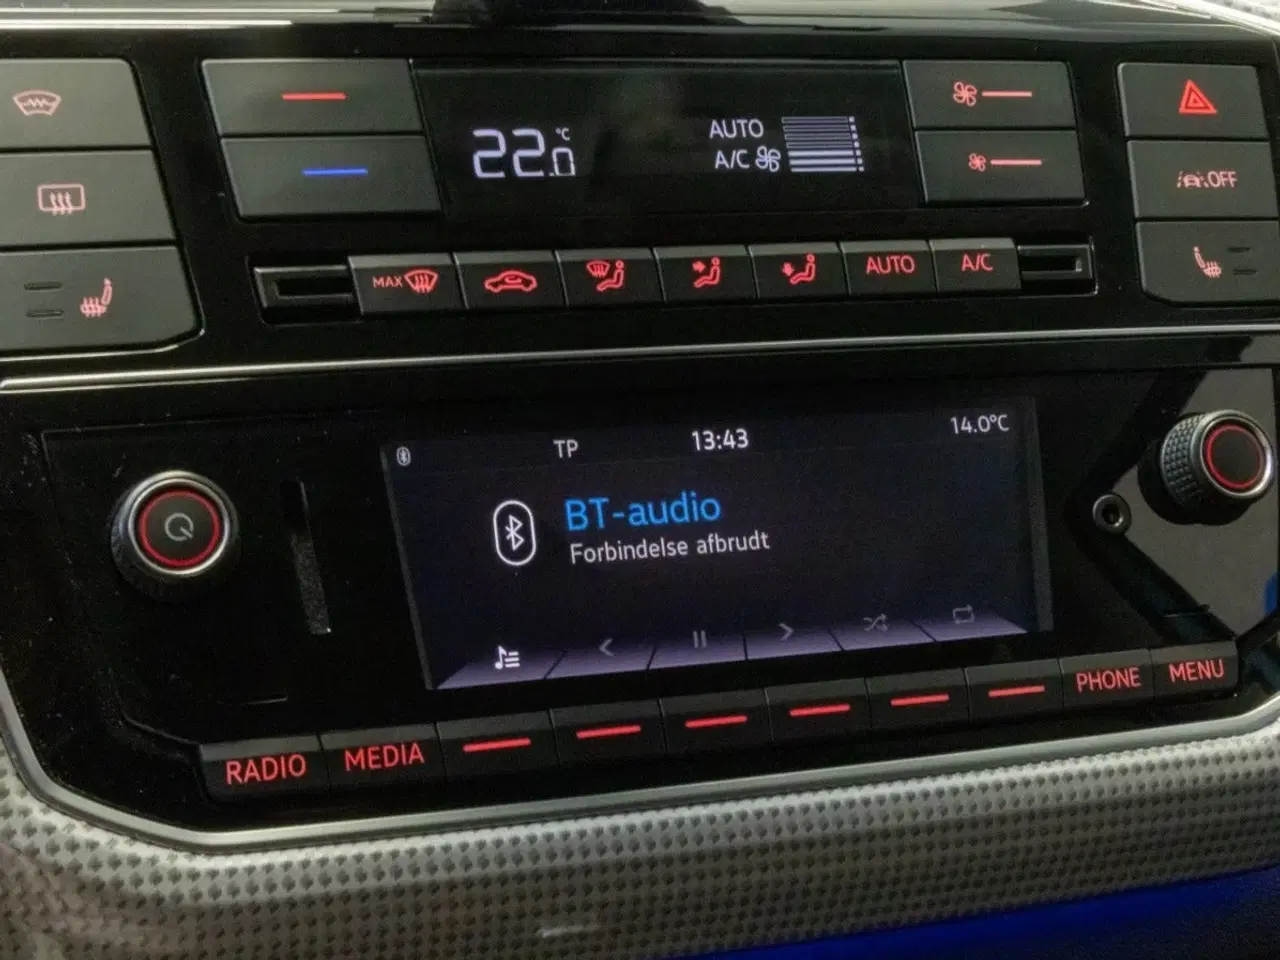 22.0 °C
AUTO
A/C
OFF
MAX
AUTO
A/C
TP
13:43
14.0°C
BT-audio
Forbindelse afbrudt
RADIO
MEDIA
PHONE
MENU